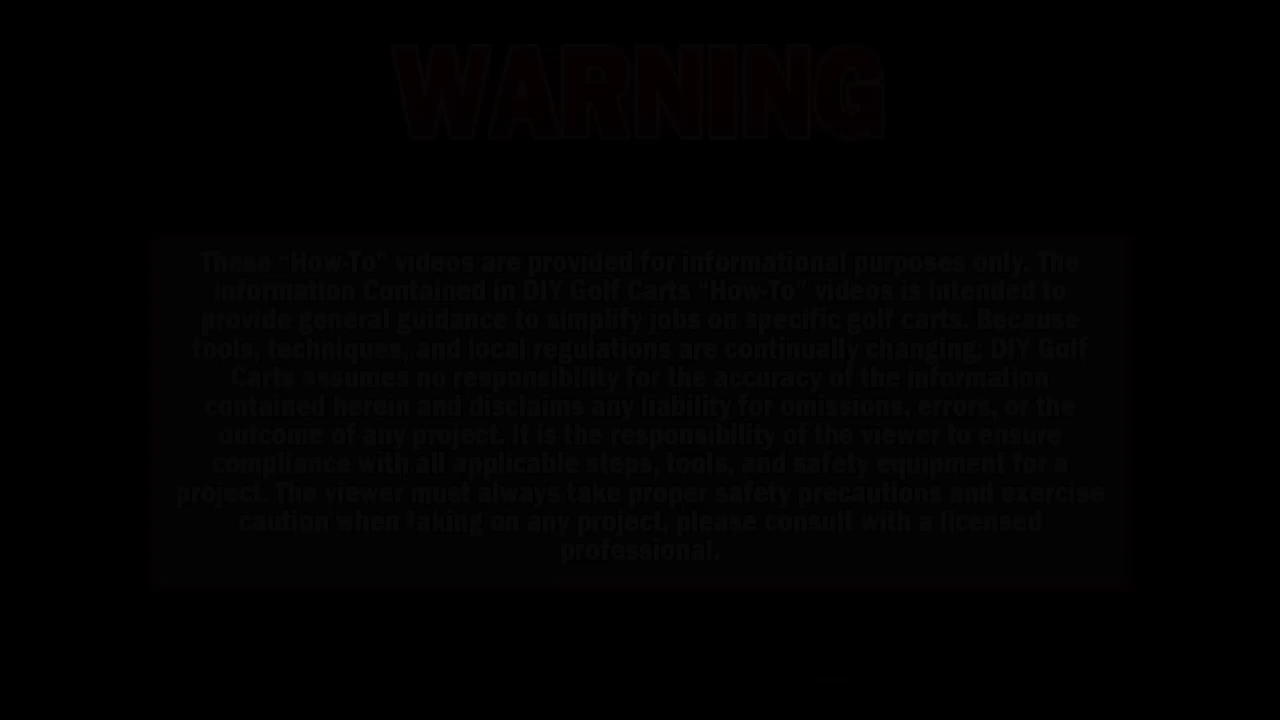 WARNING
These “How-To” videos are provided for informational purposes only. The
Information Contained in DIY Golf Carts “How-To” videos is intended to
provide general guidance to simplify jobs on specific golf carts. Because
tools, techniques, and local regulations are continually changing, DIY Golf
Carts assumes no responsibility for the accuracy of the information
contained herein and disclaims any liability for omissions, errors, or the
outcome of any project. It is the responsibility of the viewer to ensure
compliance with all applicable steps, tools, and safety equipment for a
project. The viewer must always take proper safety precautions and exercise
caution when taking on any project, please consult with a licensed
professional.